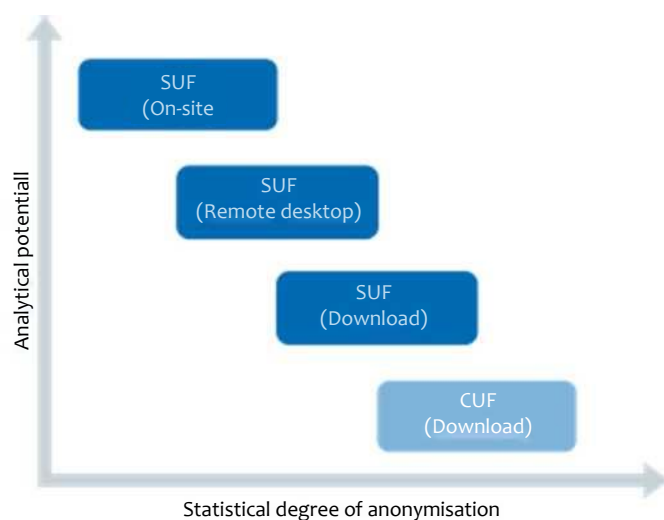 SUF
(On-site
SUF
(Remote desktop)
SUF
(Download)
CUF
(Download)
Analytical potentiall
Statistical degree of anonymisation